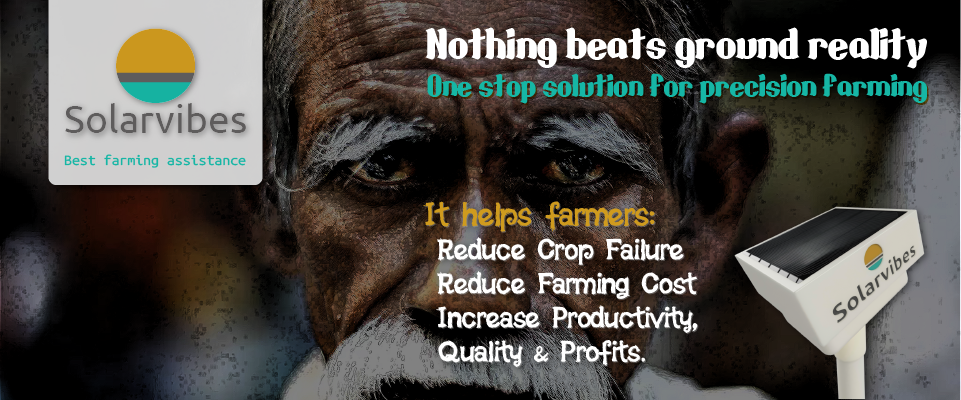 Solarvibes
Best farming assistance
Nothing beats ground reality
One stop solution for precision farming
It helps farmers:
Reduce Crop Failure
Reduce Farming Cost
Increase Productivity,
Quality & Profits.
Solarvibes